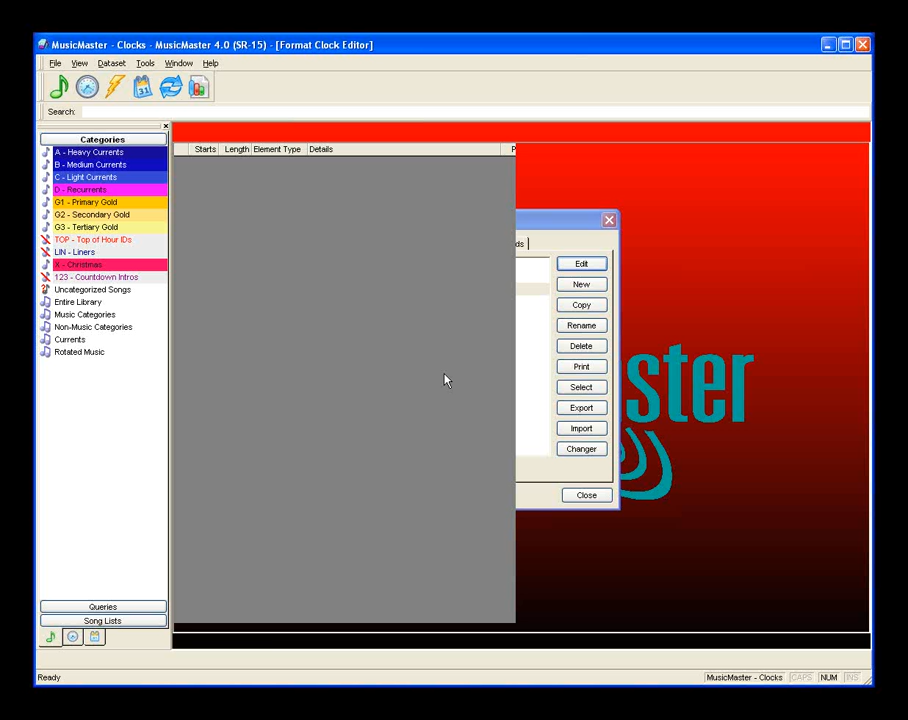 MusicMaster - Clocks - MusicMaster 4.0 (SR-15) - [Format Clock Editor]
File View Dataset Tools Window Help
31
Search:
Categories
A - Heavy Currents
B - Medium Currents
C - Light Currents
D - Recurrents
G1 - Primary Gold
G2 - Secondary Gold
G3 - Tertiary Gold
TOP - Top of Hour IDs
LIN - Liners
X - Christmas
123 - Countdown Intros
Uncategorized Songs
Entire Library
Music Categories
Non-Music Categories
Currents
Rotated Music
Queries
Song Lists
Starts Length Element Type Details P
ds
Edit
New
Copy
Rename
Delete
Print
Select
Export
Import
Changer
Close
ster
Ready
MusicMaster - Clocks CAPS NUM INS